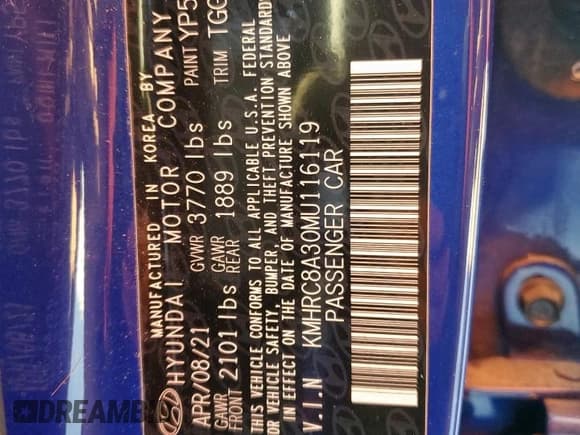 MANUFACTURED IN KOREA BY
HYUNDAI MOTOR COMPANY
APR/08/21 GVWR 3770 lbs PAINT YP5
GAWR FRONT 2101 lbs GAWR REAR 1889 lbs TRIM TGG
THIS VEHICLE CONFORMS TO ALL APPLICABLE U.S.A. FEDERAL
MOTOR VEHICLE SAFETY, BUMPER, AND THEFT PREVENTION STANDARDS
IN EFFECT ON THE DATE OF MANUFACTURE SHOWN ABOVE
V.I.N KMHRC8A30MU116119
PASSENGER CAR
DREAMBID